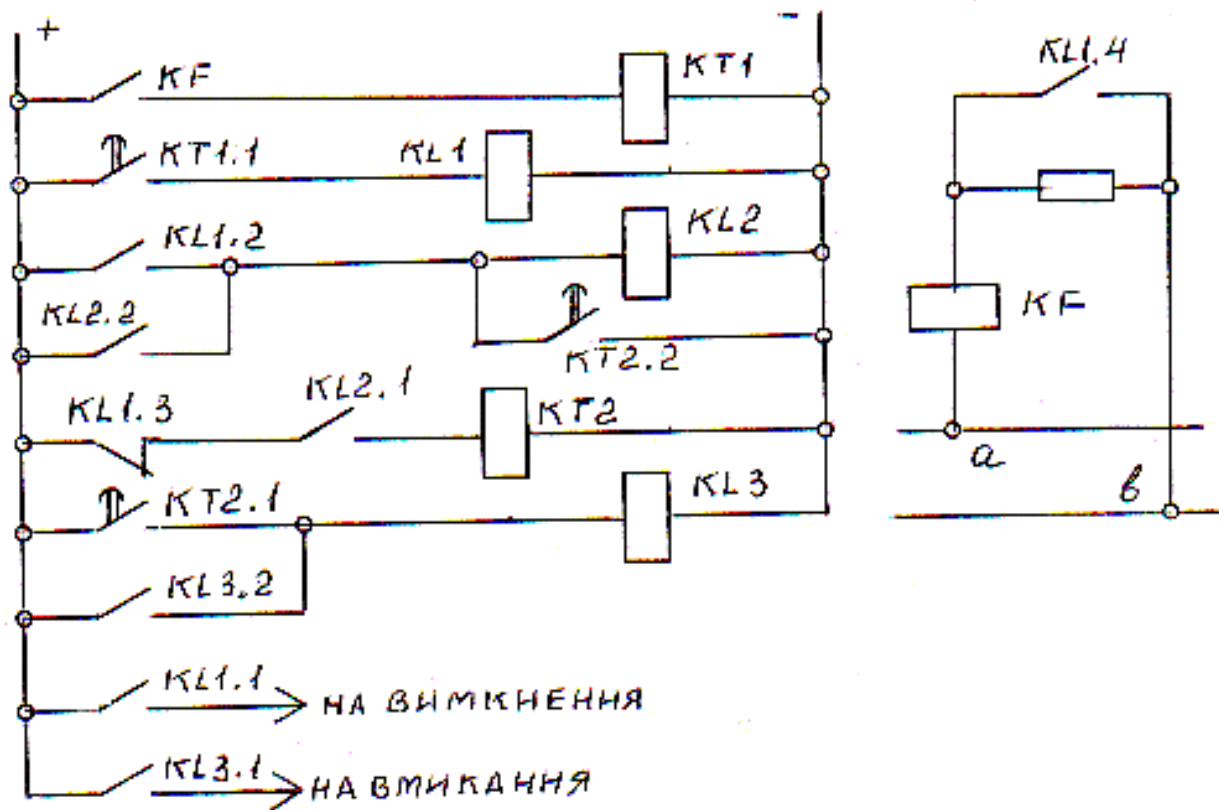 +
-
KF
KT1
KL1.4
KT1.1
KL1
KL1.2
KL2
KL2.2
KT2.2
KF
KL1.3
KL2.1
KT2
а
в
KT2.1
KL3
KL3.2
KL1.1
НА ВИМКНЕННЯ
KL3.1
НА ВМИКАННЯ